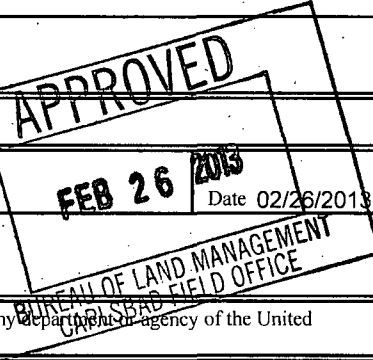 APPROVED
FEB 26 2013
Date 02/26/2013
BUREAU OF LAND MANAGEMENT
CARLSBAD FIELD OFFICE
ny department or agency of the United